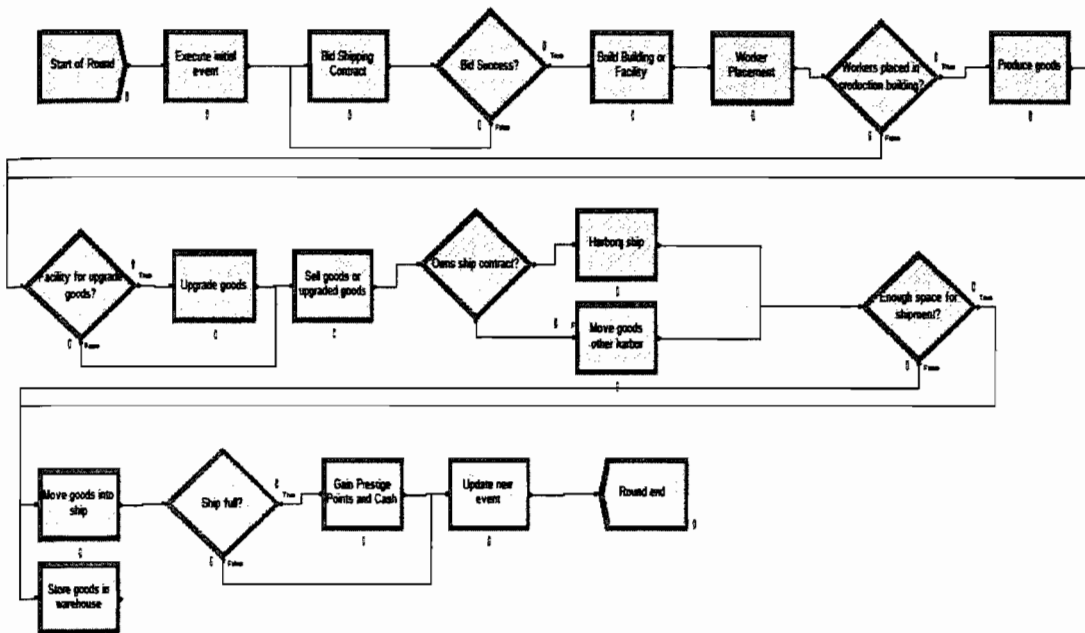 Start of Round
Execute initial
event
Bid Shipping
Contract
Bid Success?
True
False
Build Building or
Facility
Worker
Placement
Workers placed in
production building?
True
False
Produce goods
Facility for upgrade
goods?
True
False
Upgrade goods
Sell goods or
upgraded goods
Owns ship contract?
Harborq ship
F
Move goods
other harbor
Enough space for
shipment?
True
False
Move goods into
ship
Ship full?
True
False
Gain Prestige
Points and Cash
Update new
event
Round end
Store goods in
warehouse